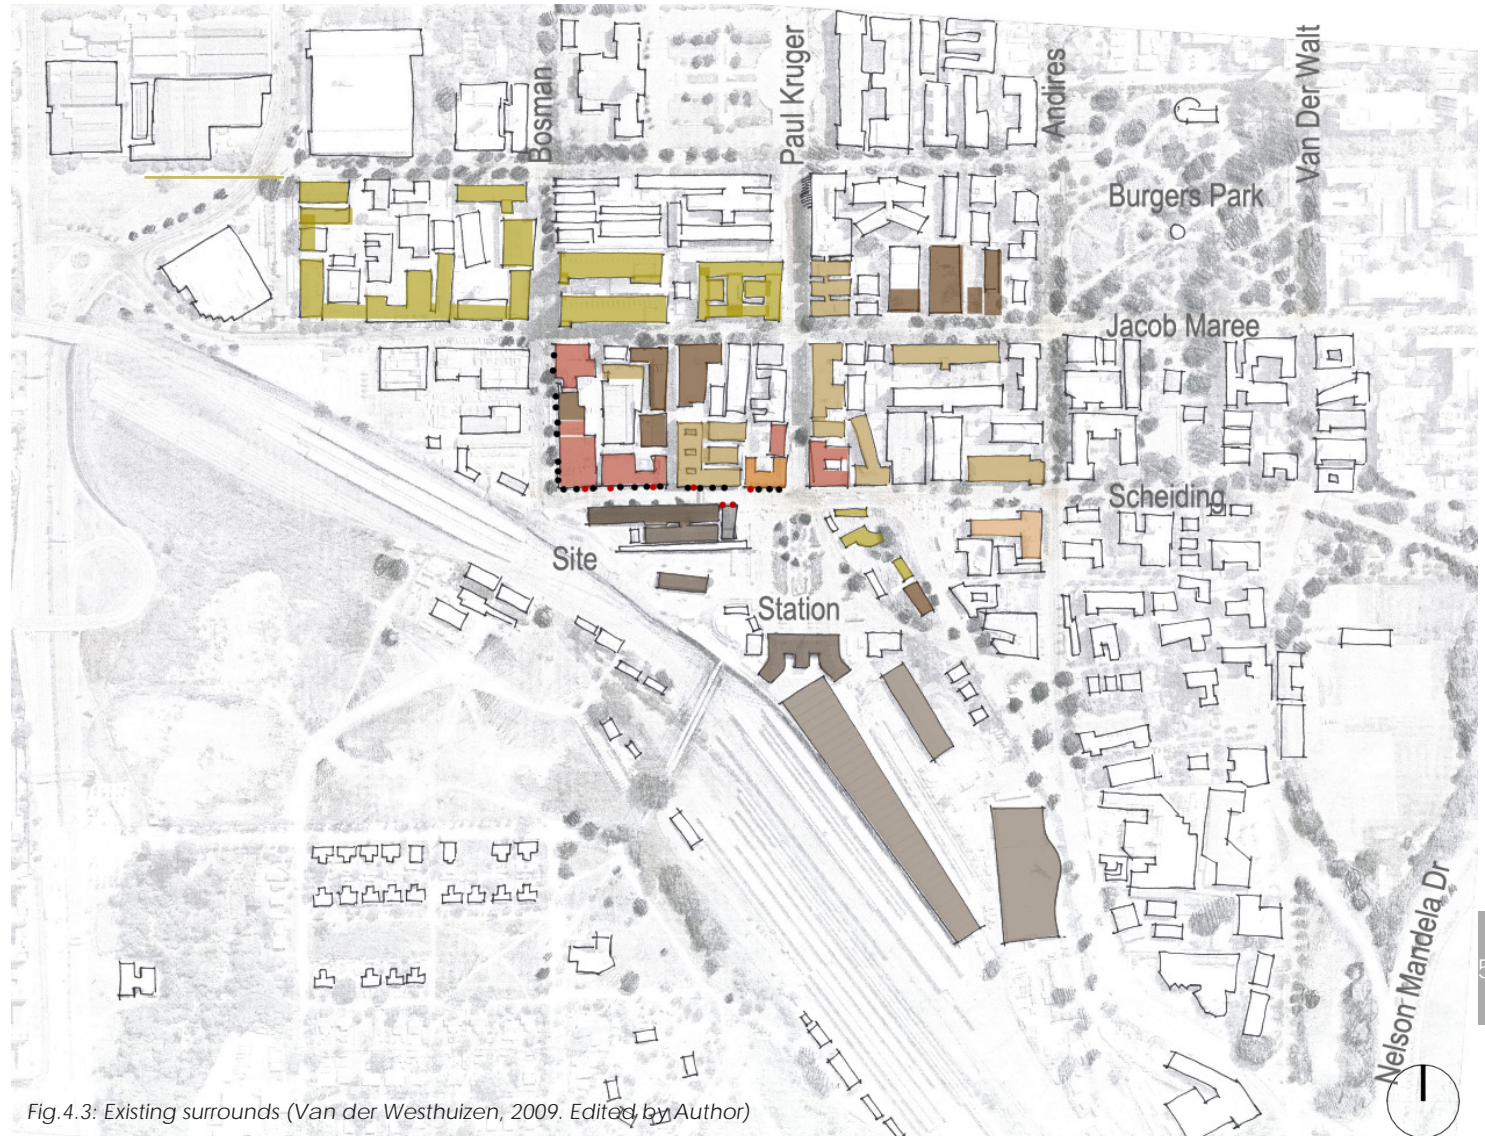 Bosman
Paul Kruger
Andires
Van Der Walt
Burgers Park
Jacob Maree
Scheiding
Site
Station
Nelson Mandela Dr
Fig.4.3: Existing surrounds (Van der Westhuizen, 2009. Edited by Author)